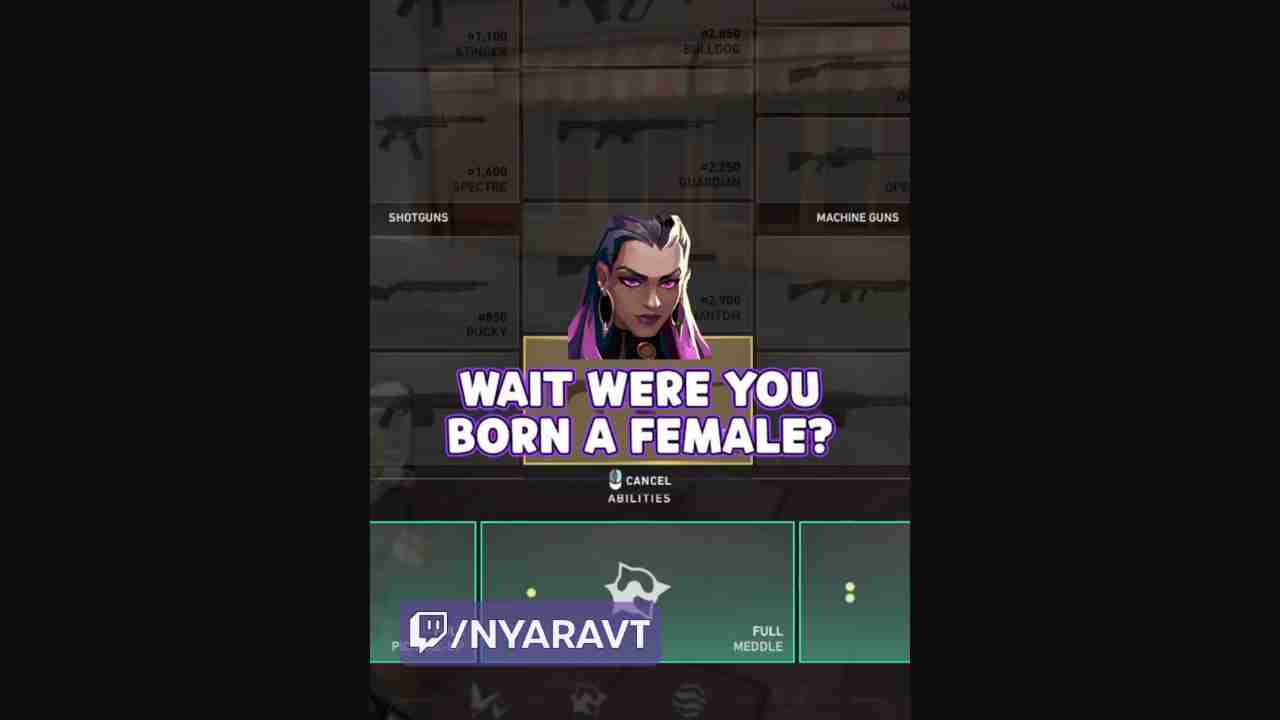 ¤1,100
STINGER
¤2,050
BULLDOG
¤1,600
SPECTRE
¤2,250
GUARDIAN
SHOTGUNS
MACHINE GUNS
¤850
BUCKY
¤2,900
WAIT WERE YOU
BORN A FEMALE?
CANCEL
ABILITIES
/NYARAVT
FULL
MEDDLE